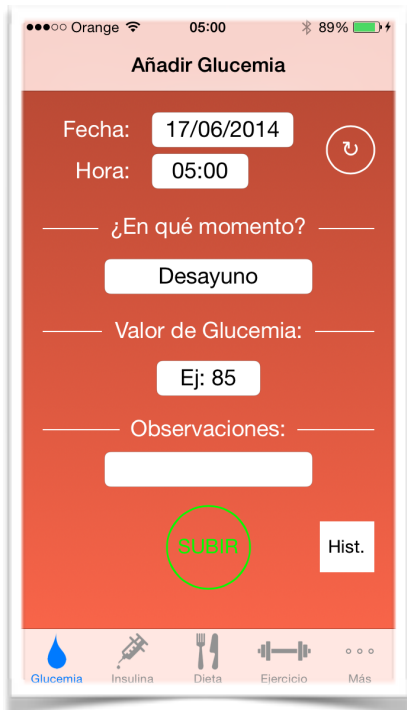 Orange 05:00 89%
Añadir Glucemia
Fecha: 17/06/2014
Hora: 05:00
¿En qué momento?
Desayuno
Valor de Glucemia:
Ej: 85
Observaciones:
SUBIR
Hist.
Glucemia Insulina Dieta Ejercicio Más